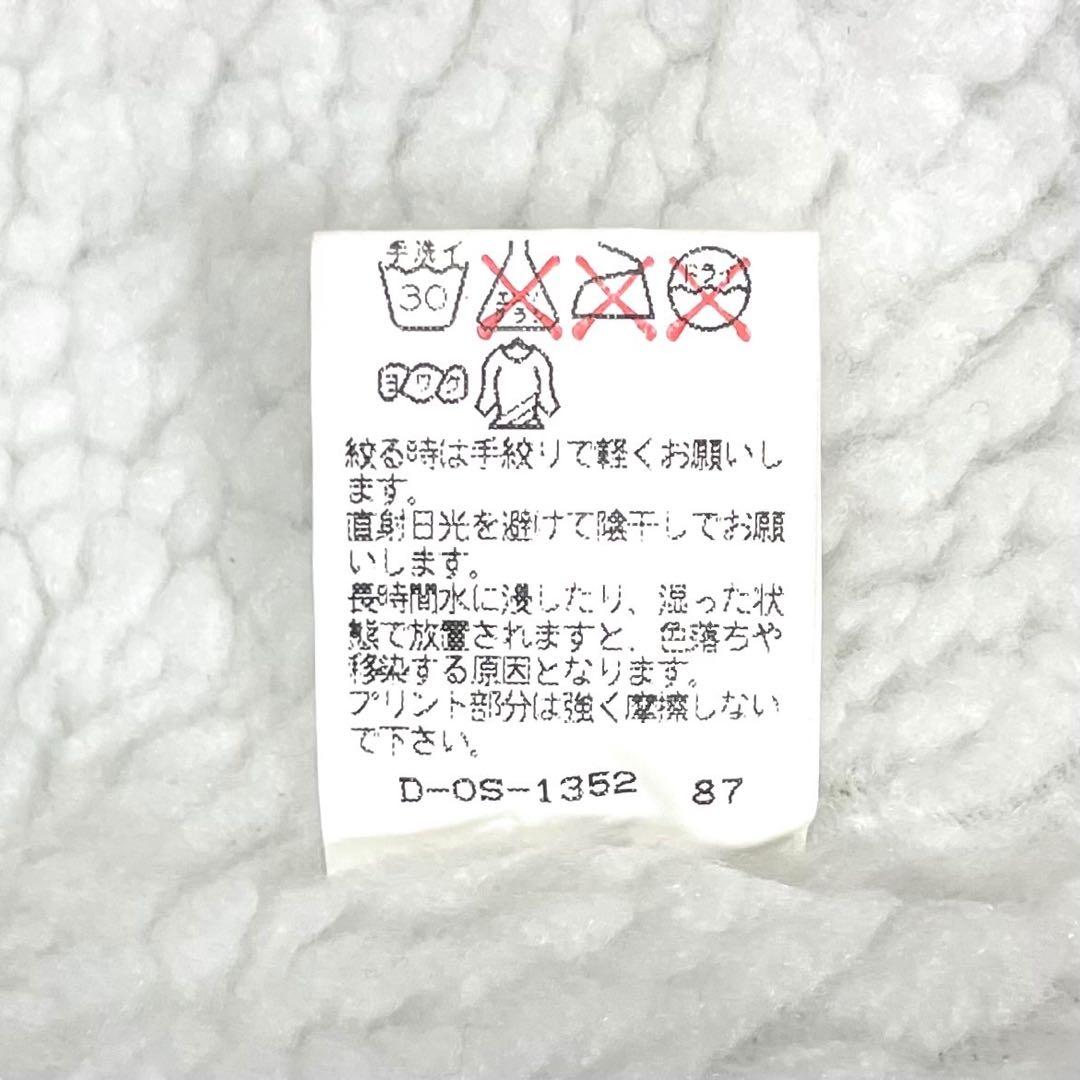 手洗イ
30
エンソ
サラシ
ドライ
ヨワク
絞る時は手絞りで軽くお願いし
ます。
直射日光を避けて陰干しでお願
いします。
長時間水に浸したり、湿った状
態で放置されますと、色落ちや
移染する原因となります。
プリント部分は強く摩擦しない
で下さい。
D-OS-1352 87